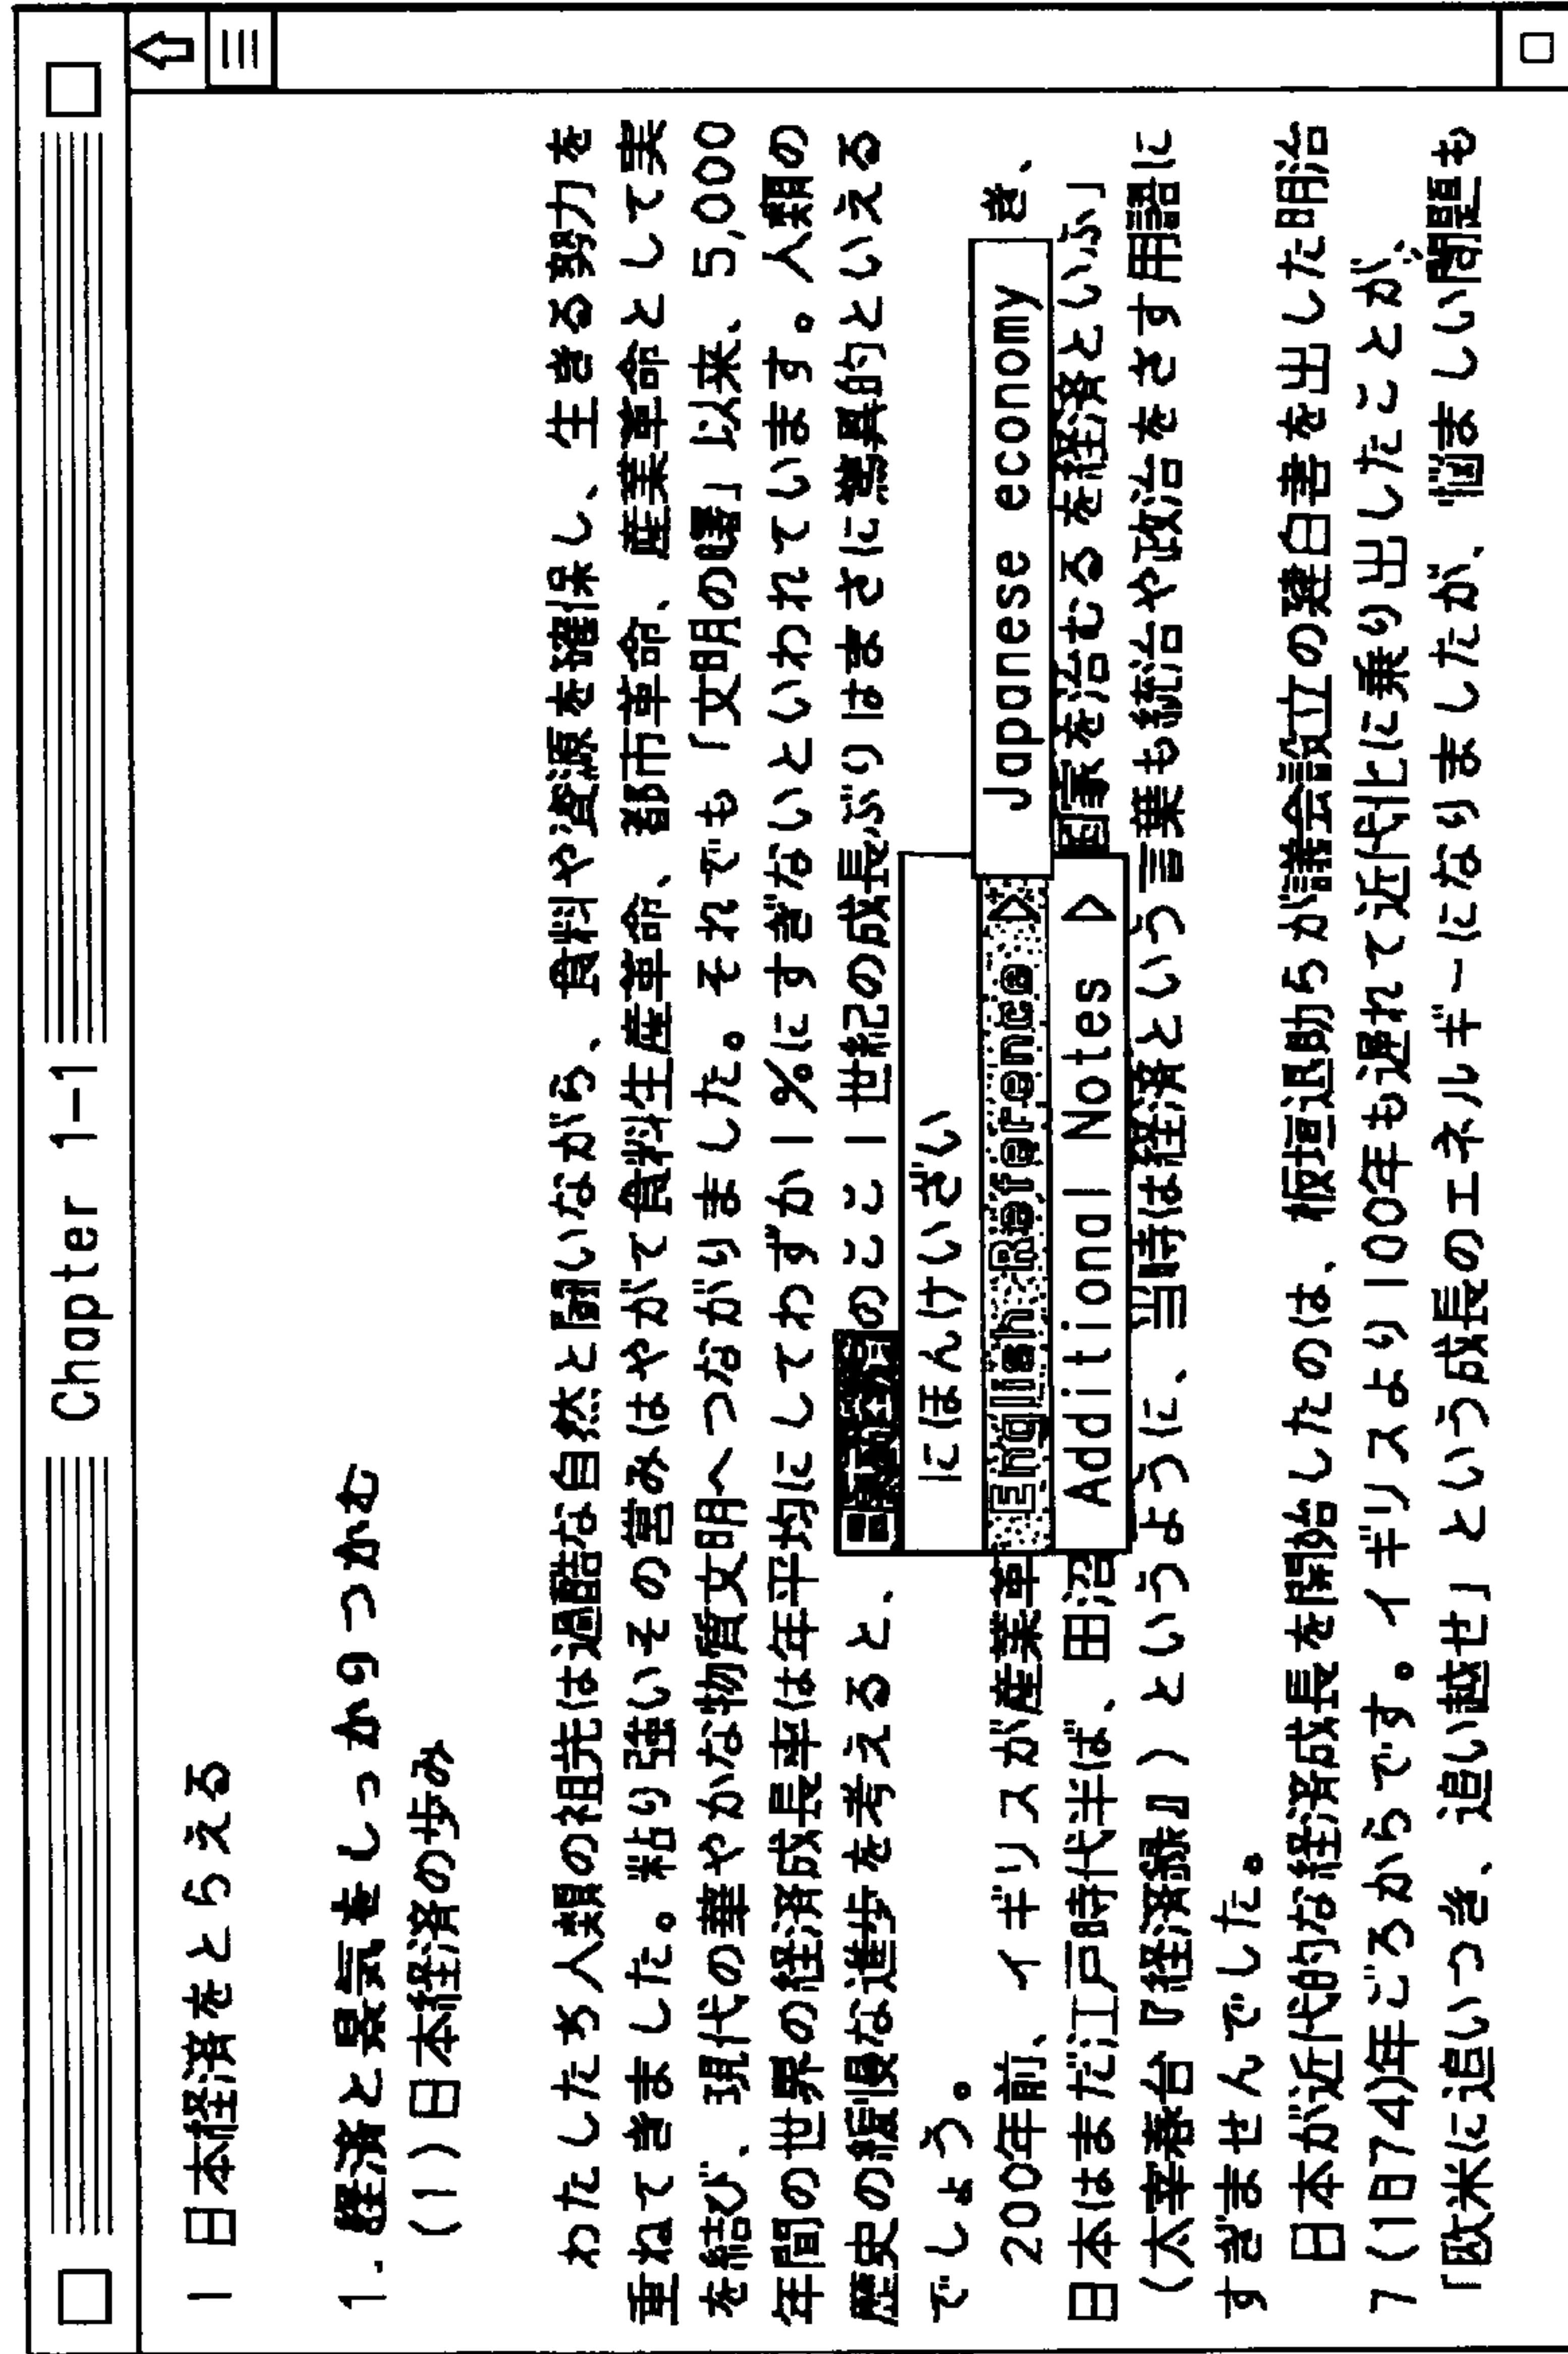 Chapter 1-1
1 日本経済をとらえる
1. 経済と景気をしっかりつかむ
(1)日本経済の歩み
わたしたち人類の祖先は過酷な自然と闘いながら、食料や資源を確保し、生きる努力を
重ねてきました。粘り強いその営みはやがて食料生産革命、都市革命、産業革命として実
を結び、現代の華やかな物質文明へつながりました。それでも「文明の曙」以来、5,000
年間の世界の経済成長率は年平均にしてわずか1%にすぎないといわれています。人類の
歴史の緩慢な進歩を考えると、日本経済のここ1世紀の成長ぶりはまさに驚異的といえる
でしょう。
にほんけいざい
English Reference ▷
Japanese economy
Additional Notes ▷
200年前、イギリスが産業革 き、
日本はまだ江戸時代半ば、田沼 国家を治むるを経済といふ」
(太宰春台『経済録』)というように、当時は経済という言葉も統治や政治をさす用語に
すぎませんでした。
日本が近代的な経済成長を開始したのは、板垣退助らが議会設立の建白書を出した明治
7(1874)年ごろからです。イギリスより100年も遅れて近代化に乗り出したことが、
「欧米に追いつき、追い越せ」という成長のエネルギーになりましたが、悩ましい問題も